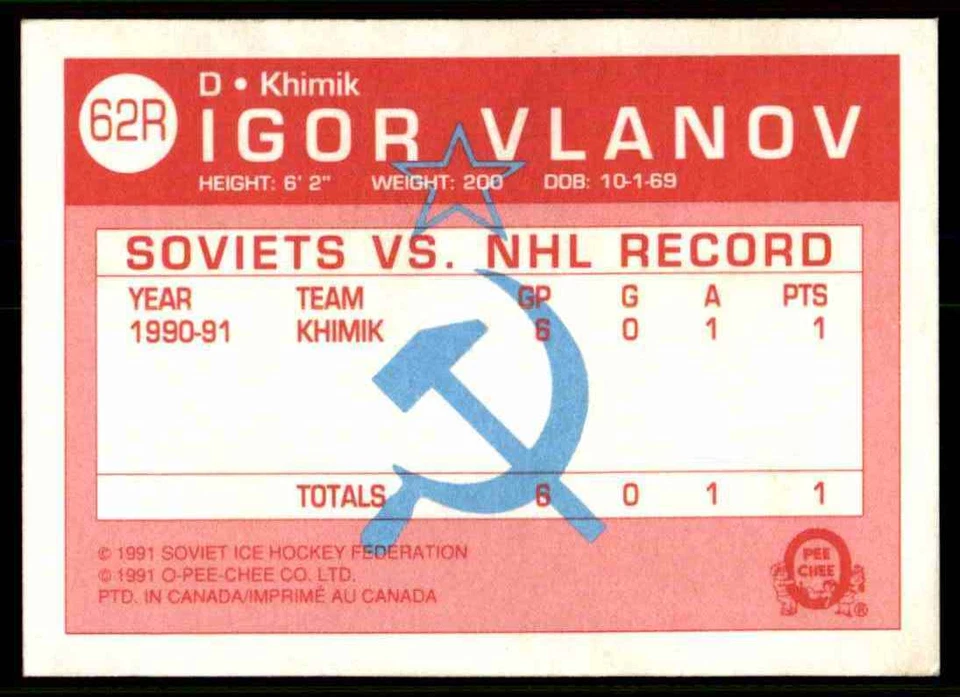 62R
D • Khimik
IGOR VLANOV
HEIGHT: 6' 2" WEIGHT: 200 DOB: 10-1-69
SOVIETS VS. NHL RECORD
YEAR TEAM GP G A PTS
1990-91 KHIMIK 6 0 1 1
TOTALS 6 0 1 1
© 1991 SOVIET ICE HOCKEY FEDERATION
© 1991 O-PEE-CHEE CO. LTD.
PTD. IN CANADA/IMPRIMÉ AU CANADA
O
PEE
CHEE
®